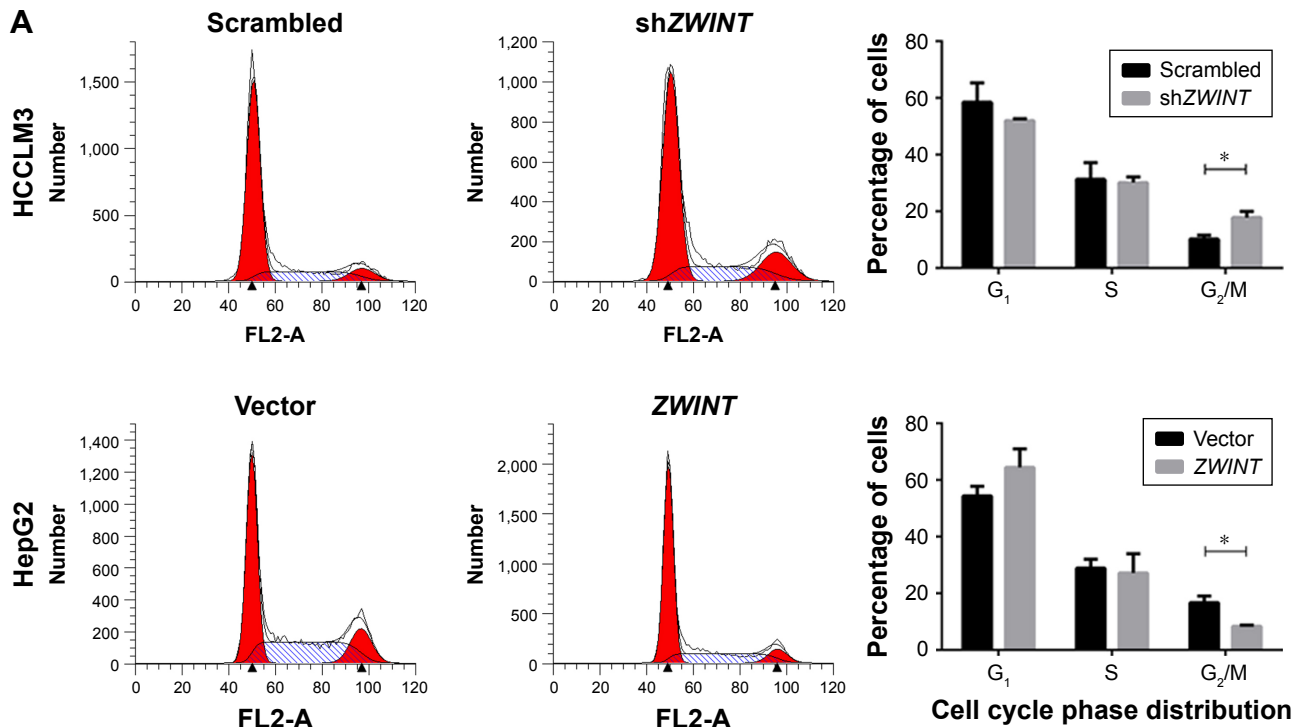 A
Scrambled
shZWINT
HCCLM3
Number
1,500
1,000
500
0
0 20 40 60 80 100 120
FL2-A
Number
1,200
1,000
800
600
400
200
0
0 20 40 60 80 100 120
FL2-A
Percentage of cells
80
60
40
20
0
Scrambled
shZWINT
*
G₁ S G₂/M
Vector
ZWINT
HepG2
Number
1,400
1,200
1,000
800
600
400
200
0
0 20 40 60 80 100 120
FL2-A
Number
2,000
1,500
1,000
500
0
0 20 40 60 80 100 120
FL2-A
Percentage of cells
80
60
40
20
0
Vector
ZWINT
*
G₁ S G₂/M
Cell cycle phase distribution